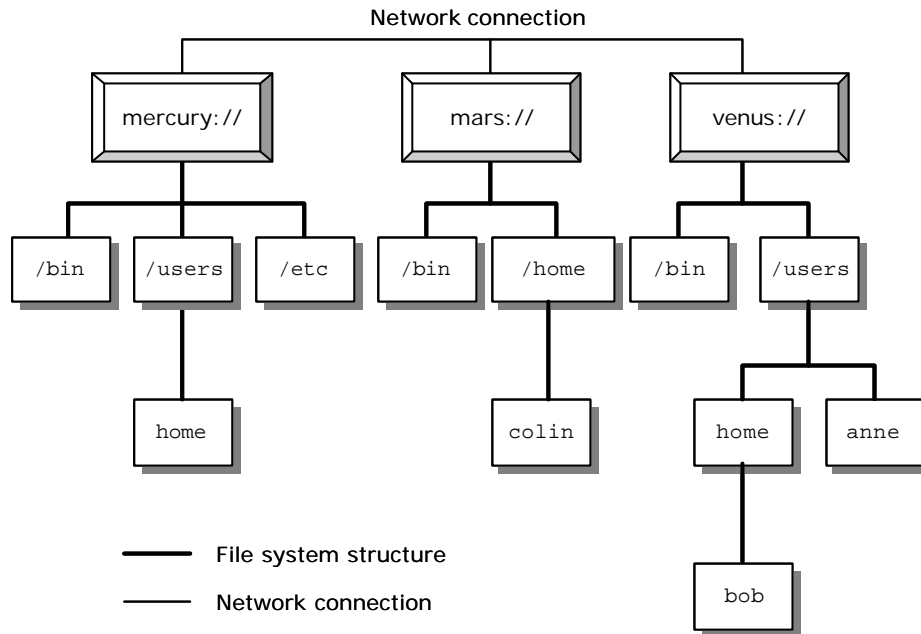 Network connection
mercury://
mars://
venus://
/bin
/users
/etc
/bin
/home
/bin
/users
home
colin
home
anne
File system structure
Network connection
bob